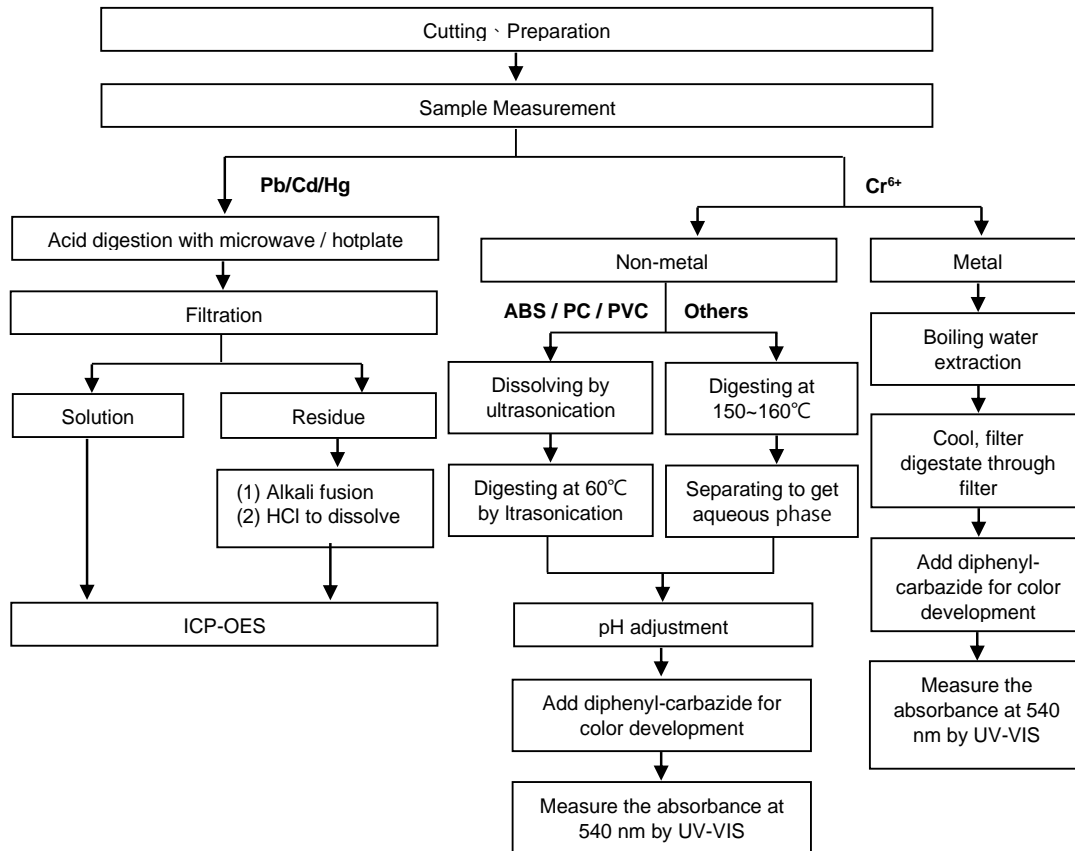 Cutting、Preparation
Sample Measurement
Pb/Cd/Hg
Cr⁶⁺
Acid digestion with microwave / hotplate
Non-metal
Metal
Filtration
ABS / PC / PVC
Others
Boiling water
extraction
Solution
Residue
Dissolving by
ultrasonication
Digesting at
150~160℃
Cool, filter
digestate through
filter
(1) Alkali fusion
(2) HCl to dissolve
Digesting at 60℃
by ltrasonication
Separating to get
aqueous phase
Add diphenyl-
carbazide for color
development
ICP-OES
pH adjustment
Measure the
absorbance at 540
nm by UV-VIS
Add diphenyl-carbazide for
color development
Measure the absorbance at
540 nm by UV-VIS